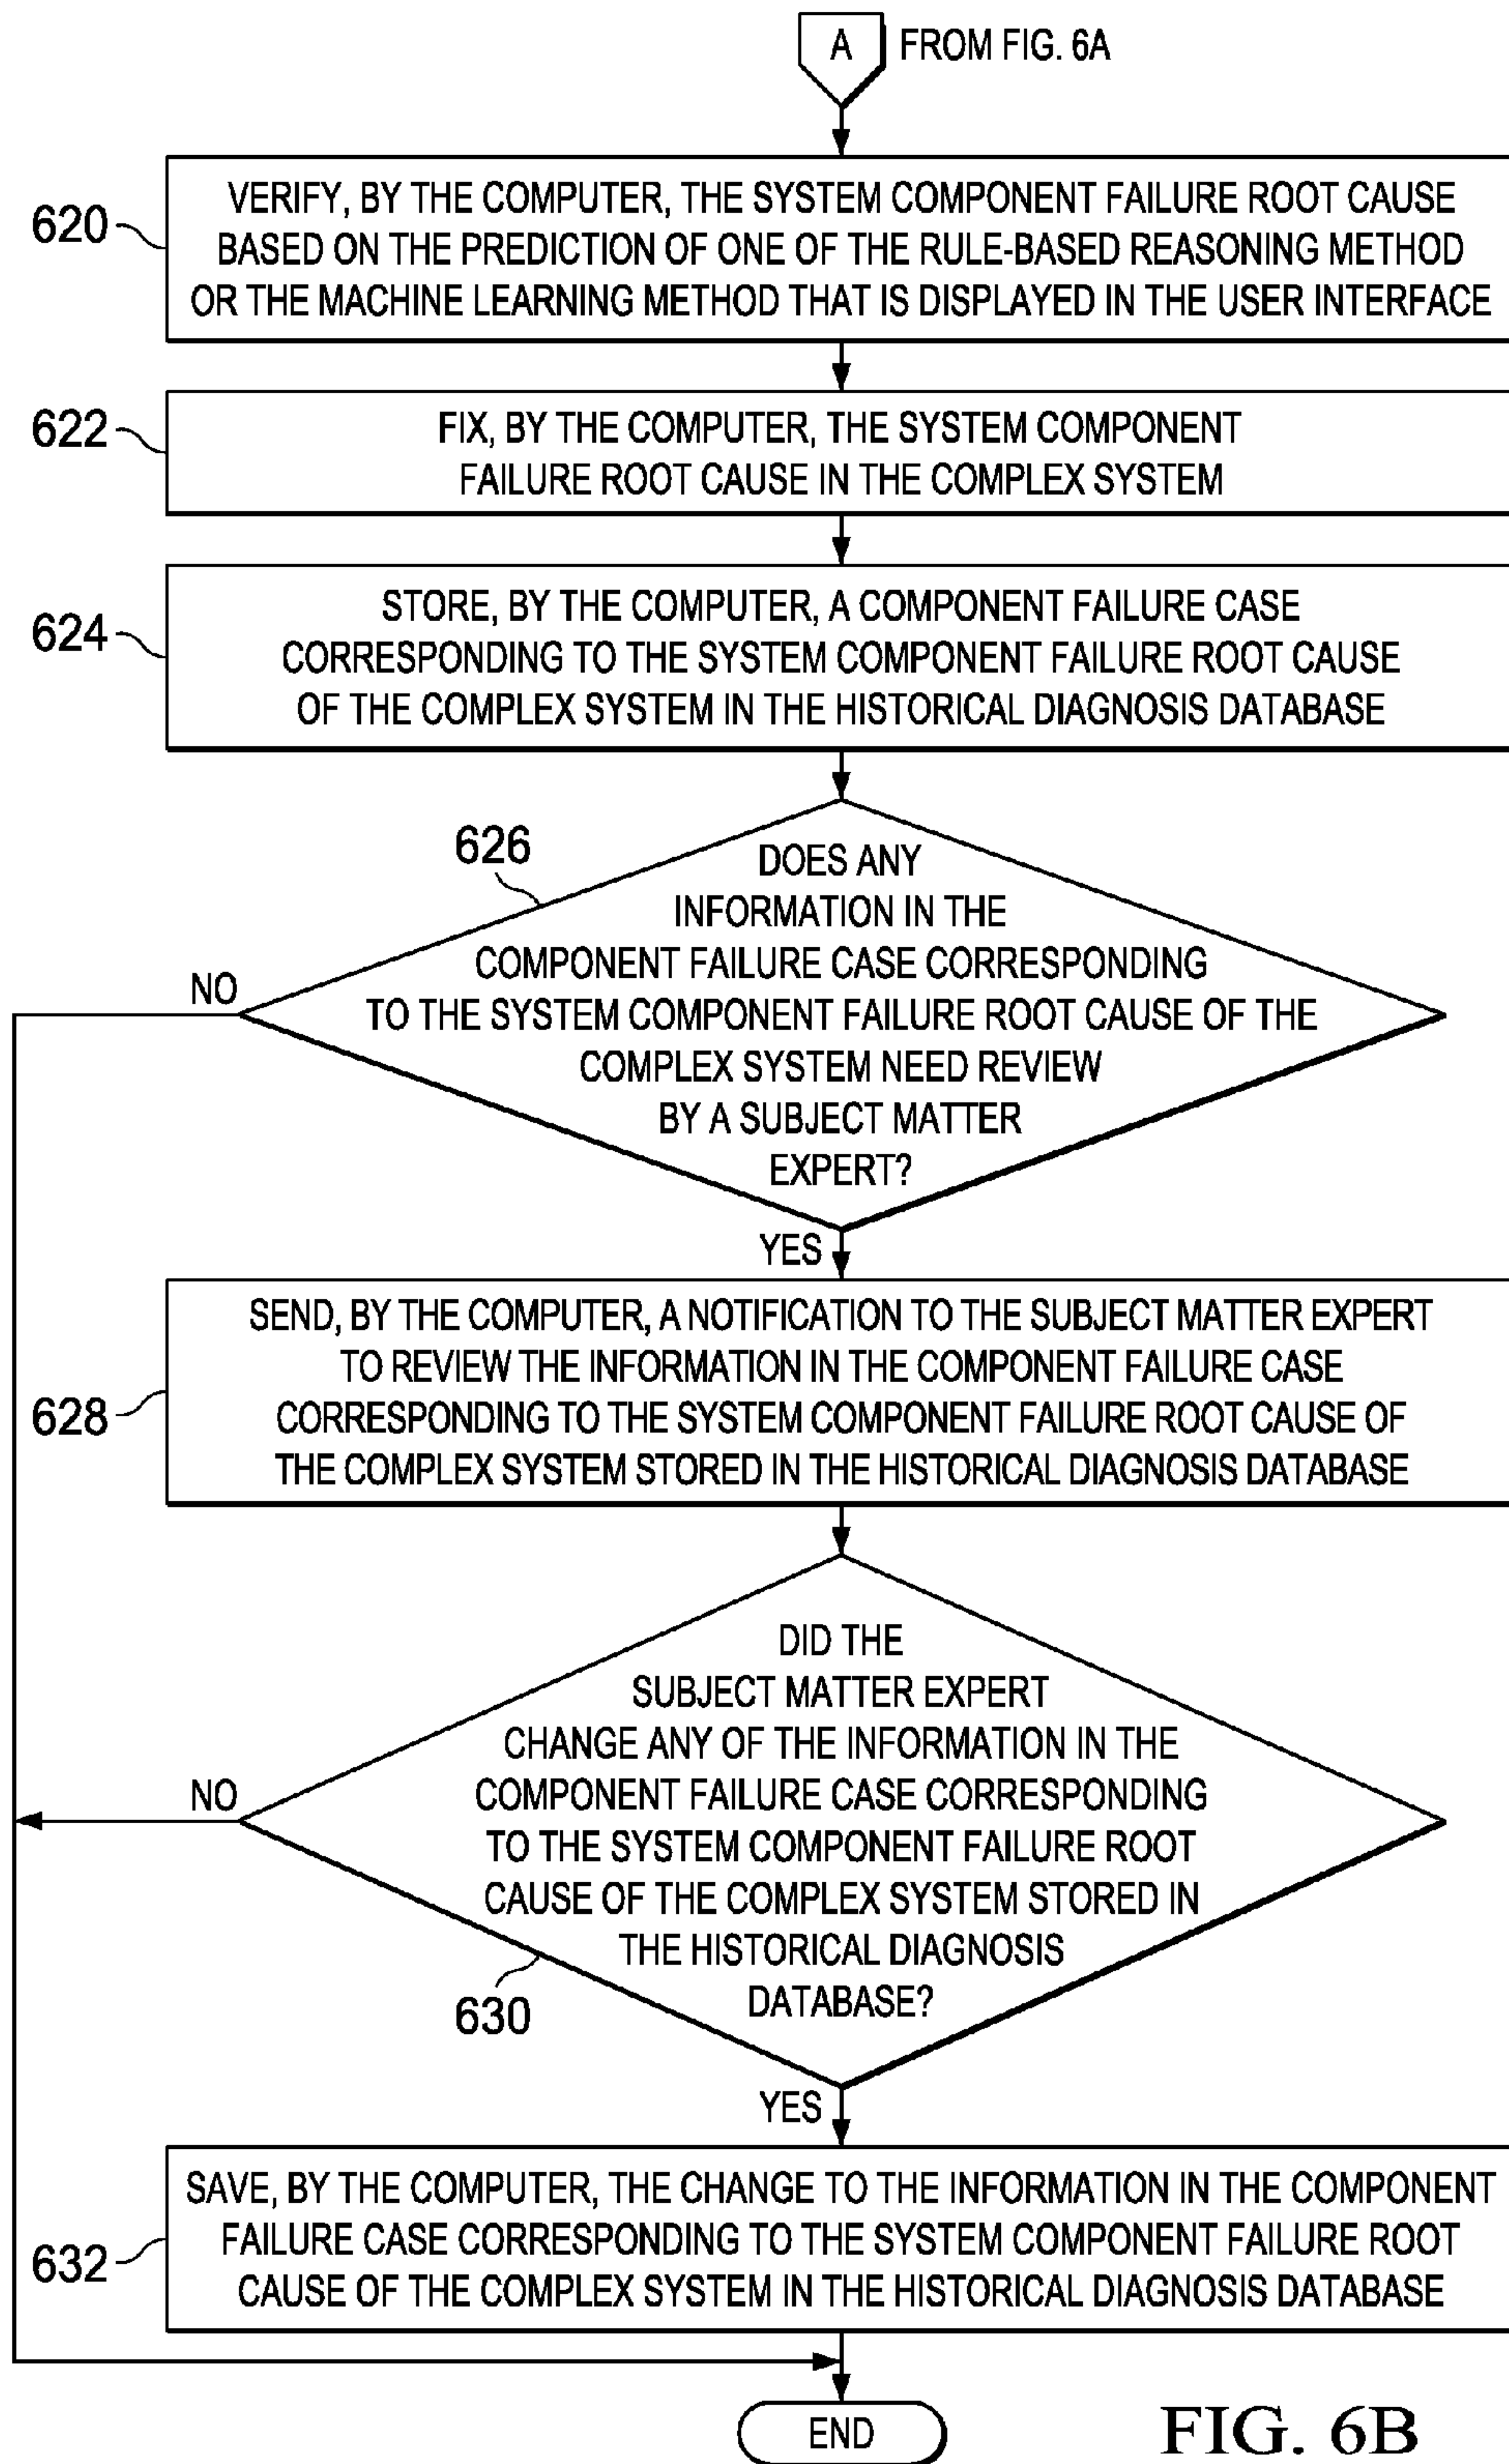 A
FROM FIG. 6A
620
VERIFY, BY THE COMPUTER, THE SYSTEM COMPONENT FAILURE ROOT CAUSE
BASED ON THE PREDICTION OF ONE OF THE RULE-BASED REASONING METHOD
OR THE MACHINE LEARNING METHOD THAT IS DISPLAYED IN THE USER INTERFACE
622
FIX, BY THE COMPUTER, THE SYSTEM COMPONENT
FAILURE ROOT CAUSE IN THE COMPLEX SYSTEM
624
STORE, BY THE COMPUTER, A COMPONENT FAILURE CASE
CORRESPONDING TO THE SYSTEM COMPONENT FAILURE ROOT CAUSE
OF THE COMPLEX SYSTEM IN THE HISTORICAL DIAGNOSIS DATABASE
626
DOES ANY
INFORMATION IN THE
COMPONENT FAILURE CASE CORRESPONDING
TO THE SYSTEM COMPONENT FAILURE ROOT CAUSE OF THE
COMPLEX SYSTEM NEED REVIEW
BY A SUBJECT MATTER
EXPERT?
NO
YES
628
SEND, BY THE COMPUTER, A NOTIFICATION TO THE SUBJECT MATTER EXPERT
TO REVIEW THE INFORMATION IN THE COMPONENT FAILURE CASE
CORRESPONDING TO THE SYSTEM COMPONENT FAILURE ROOT CAUSE OF
THE COMPLEX SYSTEM STORED IN THE HISTORICAL DIAGNOSIS DATABASE
DID THE
SUBJECT MATTER EXPERT
CHANGE ANY OF THE INFORMATION IN THE
COMPONENT FAILURE CASE CORRESPONDING
TO THE SYSTEM COMPONENT FAILURE ROOT
CAUSE OF THE COMPLEX SYSTEM STORED IN
THE HISTORICAL DIAGNOSIS
DATABASE?
NO
630
YES
632
SAVE, BY THE COMPUTER, THE CHANGE TO THE INFORMATION IN THE COMPONENT
FAILURE CASE CORRESPONDING TO THE SYSTEM COMPONENT FAILURE ROOT
CAUSE OF THE COMPLEX SYSTEM IN THE HISTORICAL DIAGNOSIS DATABASE
END
FIG. 6B